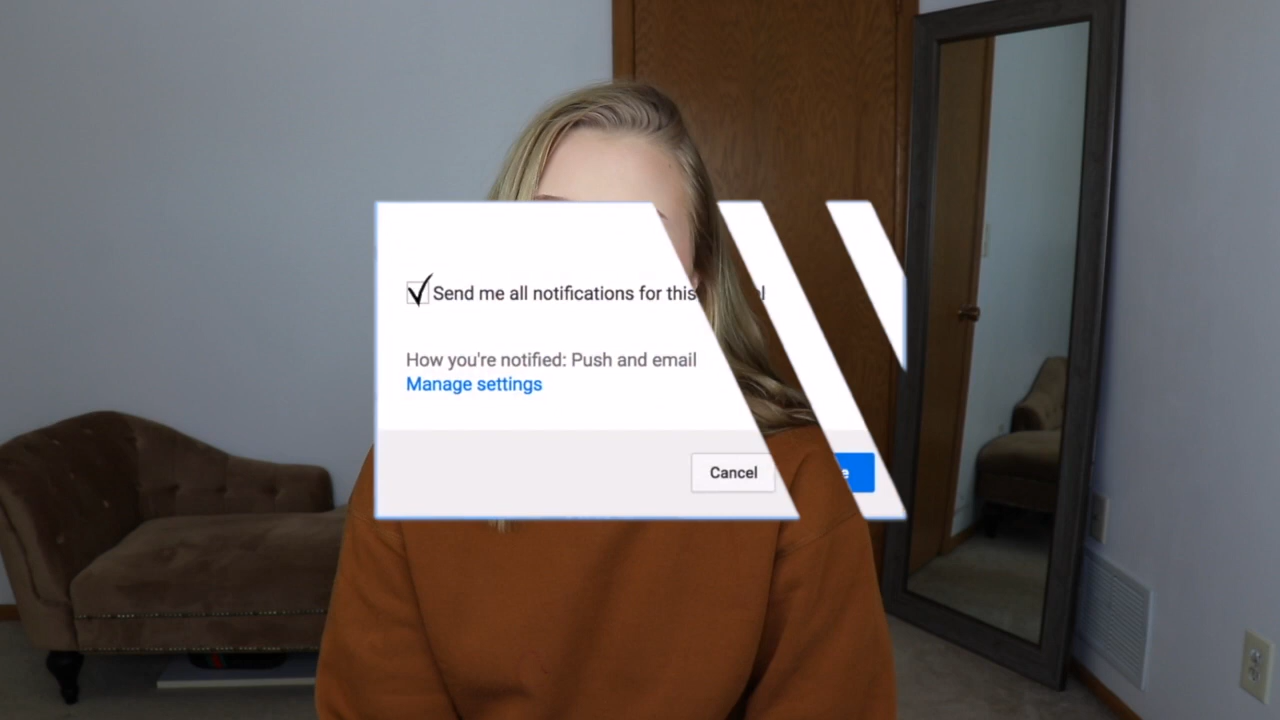 Send me all notifications for this
How you're notified: Push and email
Manage settings
Cancel